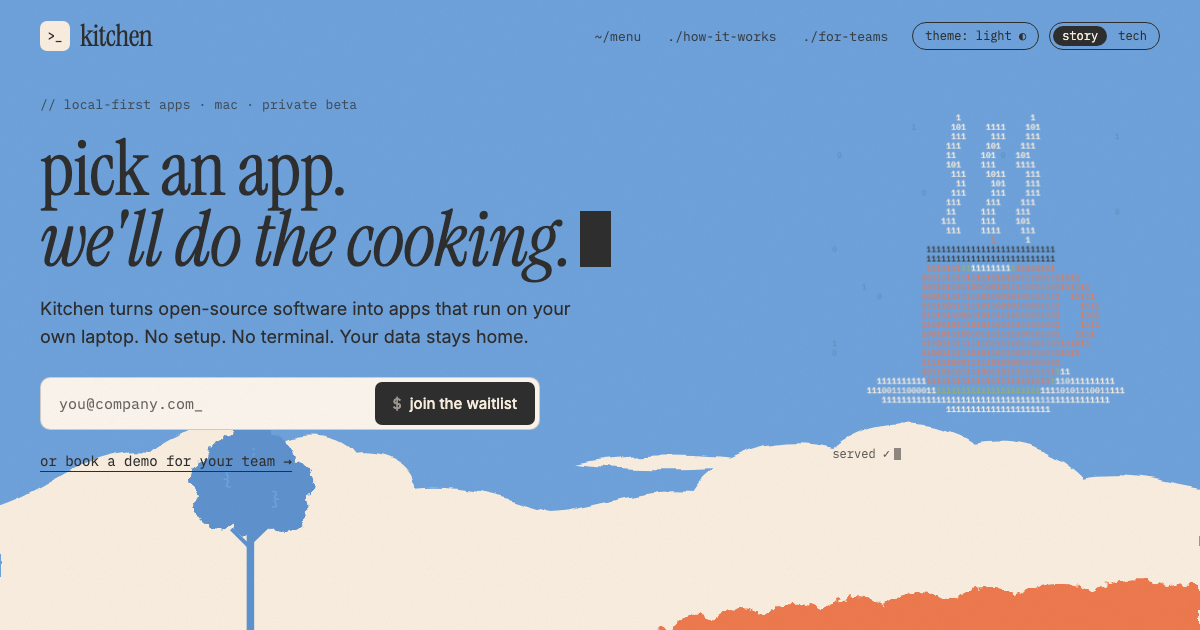 >_ kitchen
~/menu ./how-it-works ./for-teams theme: light ◐ story tech
// local-first apps · mac · private beta
pick an app.
we'll do the cooking.
Kitchen turns open-source software into apps that run on your
own laptop. No setup. No terminal. Your data stays home.
you@company.com_ $ join the waitlist
or book a demo for your team →
{
}
served ✓